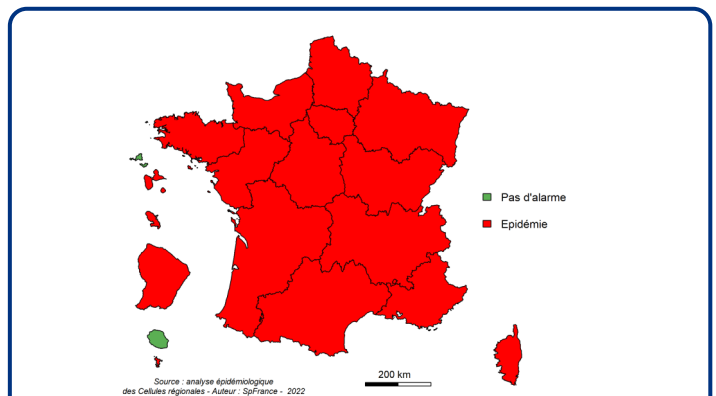 Pas d'alarme
Epidémie
200 km
Source : analyse épidémiologique
des Cellules régionales - Auteur : SpFrance - 2022